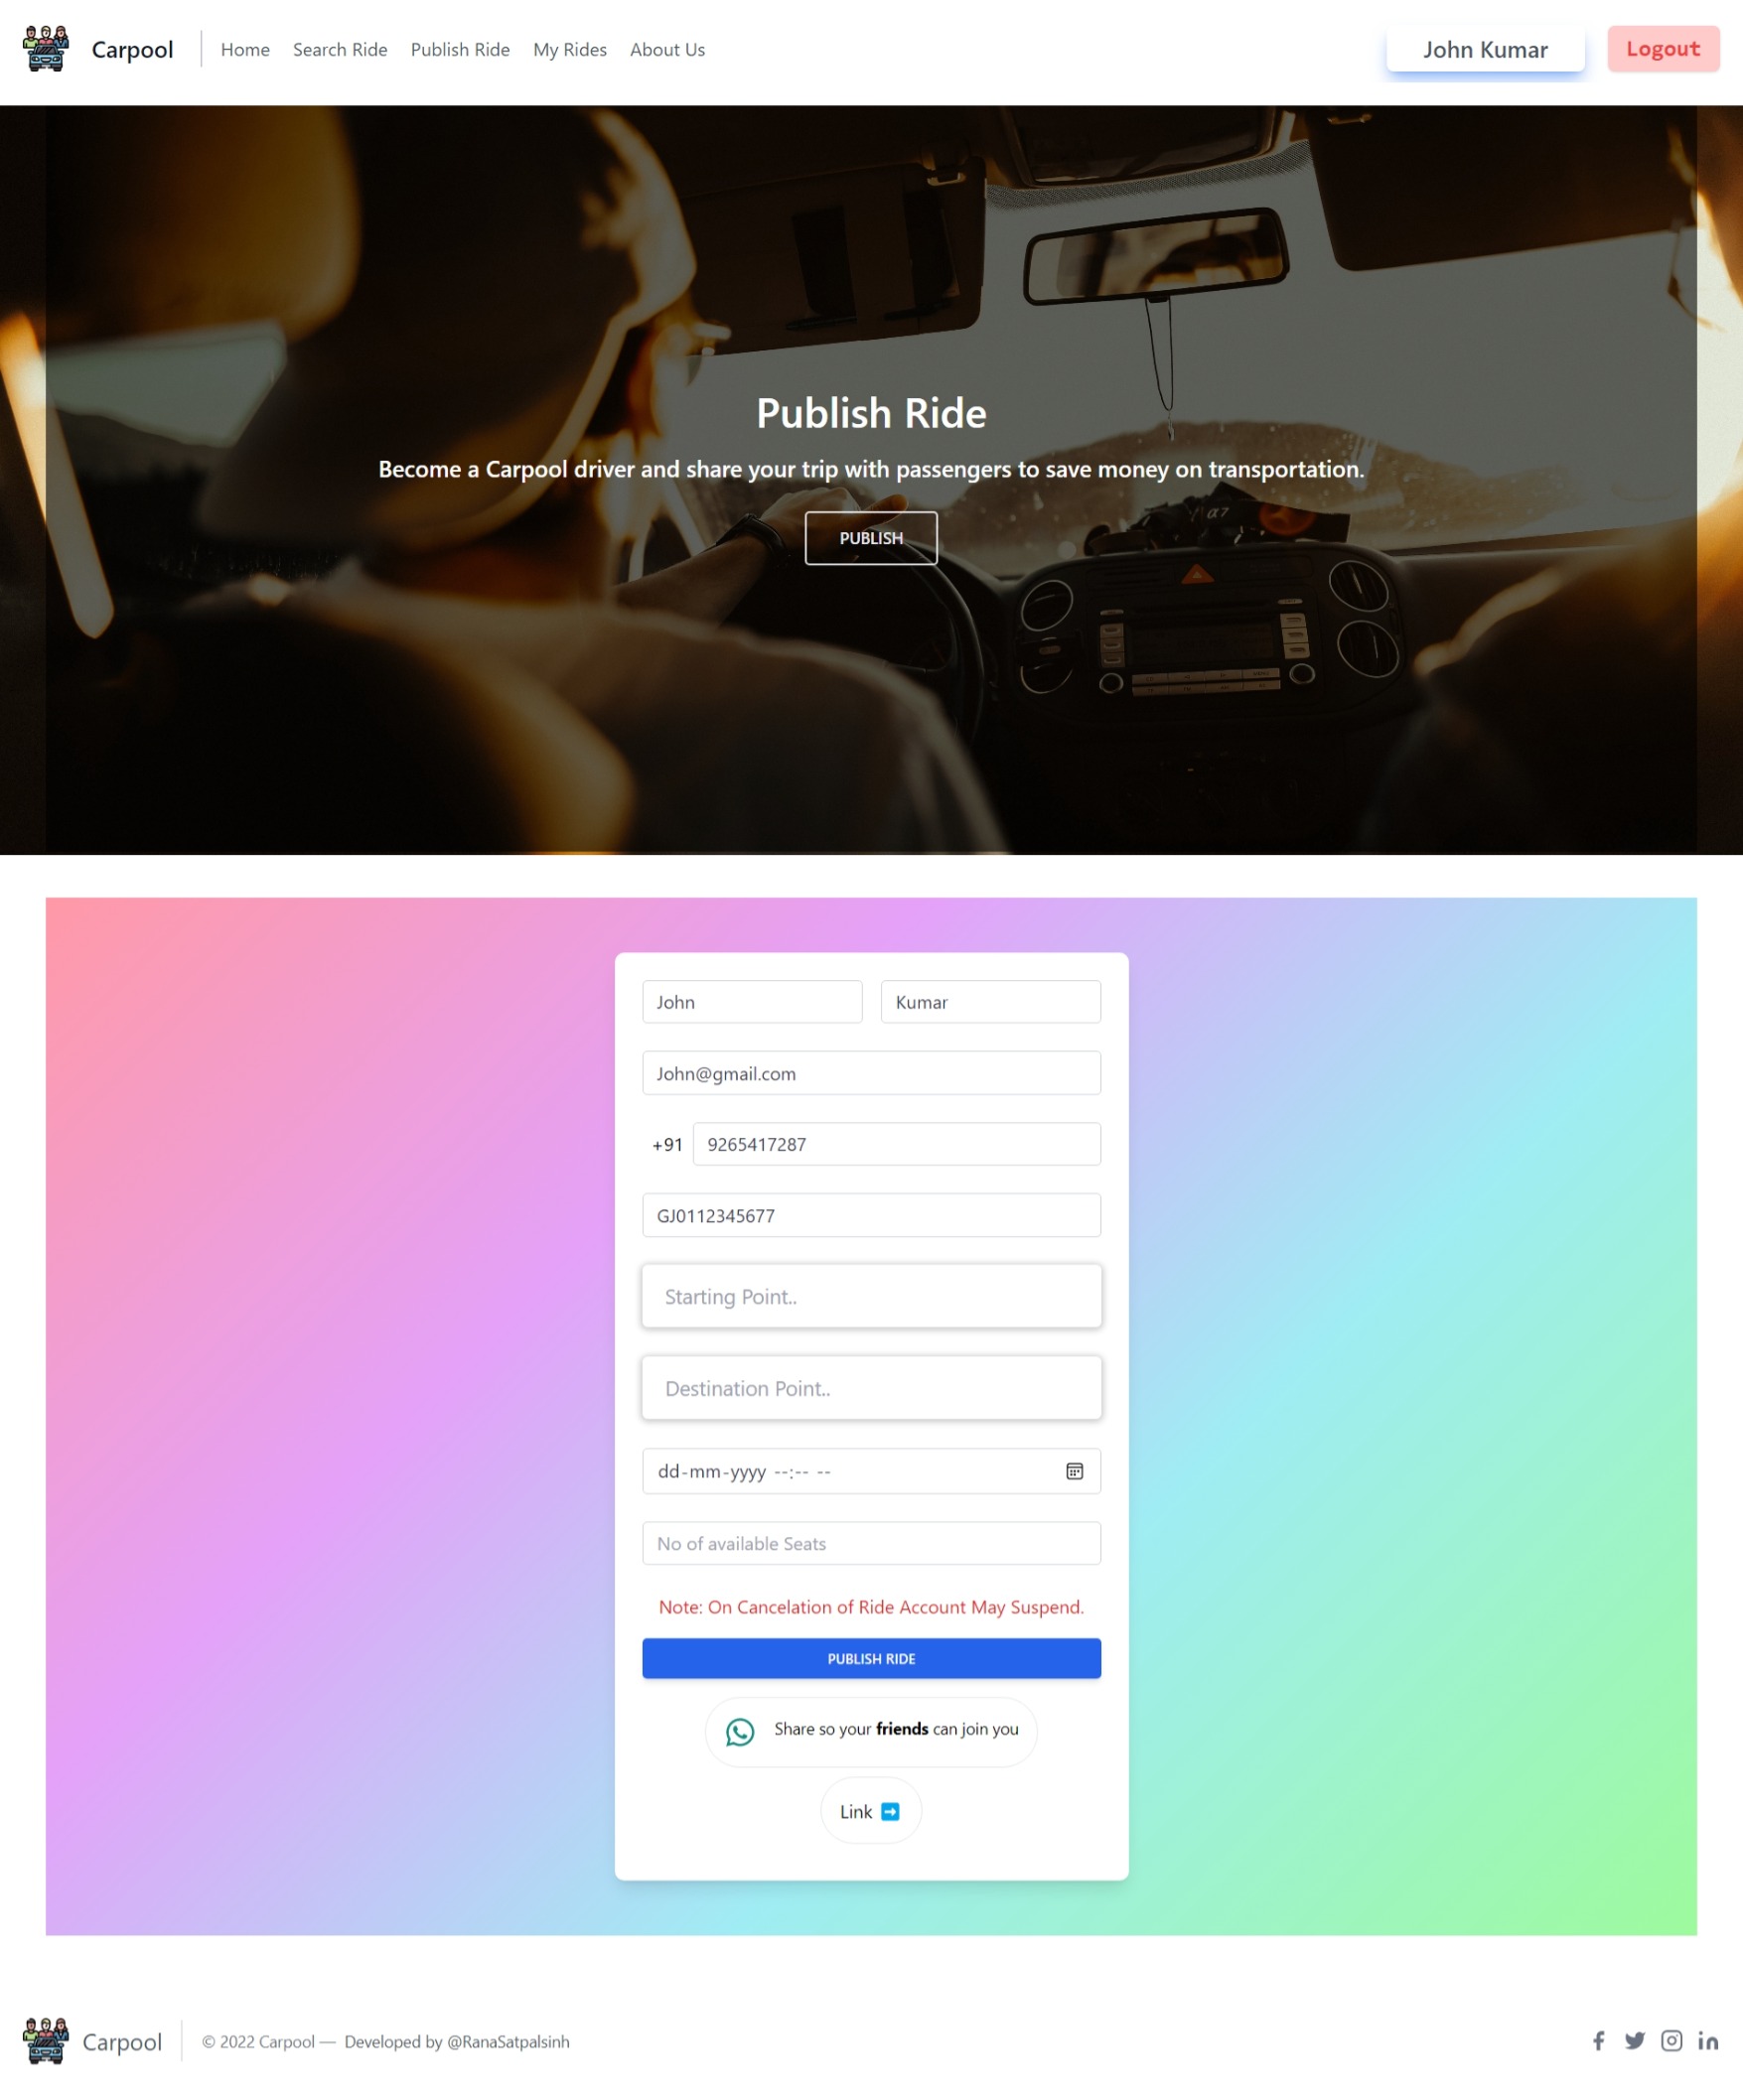 Carpool
Home Search Ride Publish Ride My Rides About Us
John Kumar
Logout
Publish Ride
Become a Carpool driver and share your trip with passengers to save money on transportation.
PUBLISH
α7
John
Kumar
John@gmail.com
+91 9265417287
GJ0112345677
Starting Point..
Destination Point..
dd-mm-yyyy --:-- --
No of available Seats
Note: On Cancelation of Ride Account May Suspend.
PUBLISH RIDE
Share so your friends can join you
Link
Carpool
© 2022 Carpool — Developed by @RanaSatpalsinh